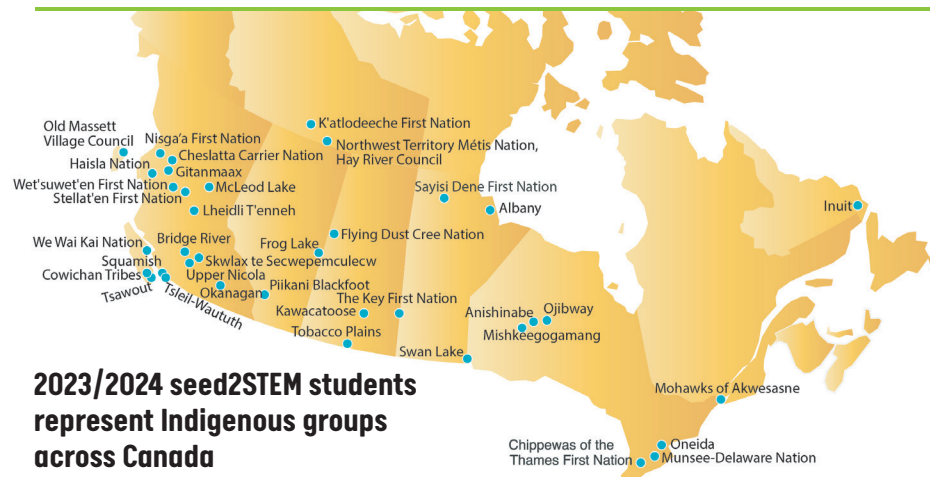 K'atlodeeche First Nation
Old Massett
Village Council
Nisga'a First Nation
Northwest Territory Métis Nation,
Hay River Council
Cheslatta Carrier Nation
Haisla Nation
Gitanmaax
Wet'suwet'en First Nation
McLeod Lake
Sayisi Dene First Nation
Stellat'en First Nation
Albany
Inuit
Lheidli T'enneh
Flying Dust Cree Nation
We Wai Kai Nation
Bridge River
Frog Lake
Squamish
Skwlax te Secwepemculecw
Cowichan Tribes
Upper Nicola
Tsawout
Tsleil-Waututh
Okanagan
Piikani Blackfoot
The Key First Nation
Kawacatoose
Anishinabe
Ojibway
Mishkeegogamang
Tobacco Plains
Swan Lake
2023/2024 seed2STEM students
represent Indigenous groups
across Canada
Mohawks of Akwesasne
Chippewas of the
Thames First Nation
Oneida
Munsee-Delaware Nation